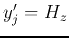 y'_j = H_z